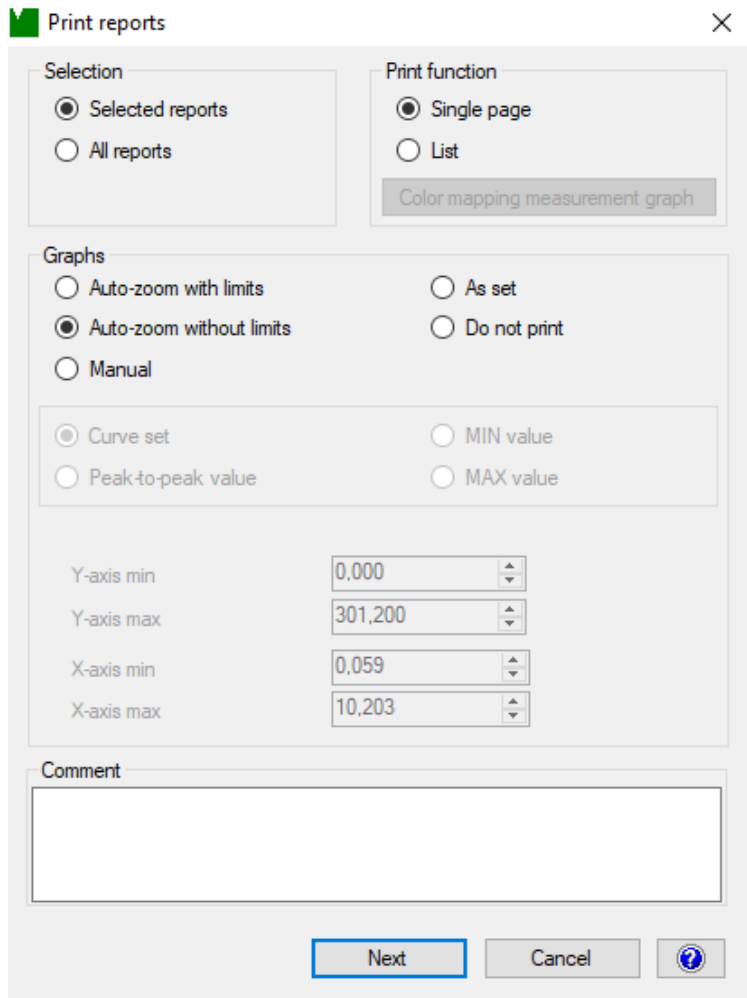 Print reports
Selection
Selected reports
All reports
Print function
Single page
List
Color mapping measurement graph
Graphs
Auto-zoom with limits
As set
Auto-zoom without limits
Do not print
Manual
Curve set
MIN value
Peak-to-peak value
MAX value
Y-axis min 0,000
Y-axis max 301,200
X-axis min 0,059
X-axis max 10,203
Comment
Next Cancel ?